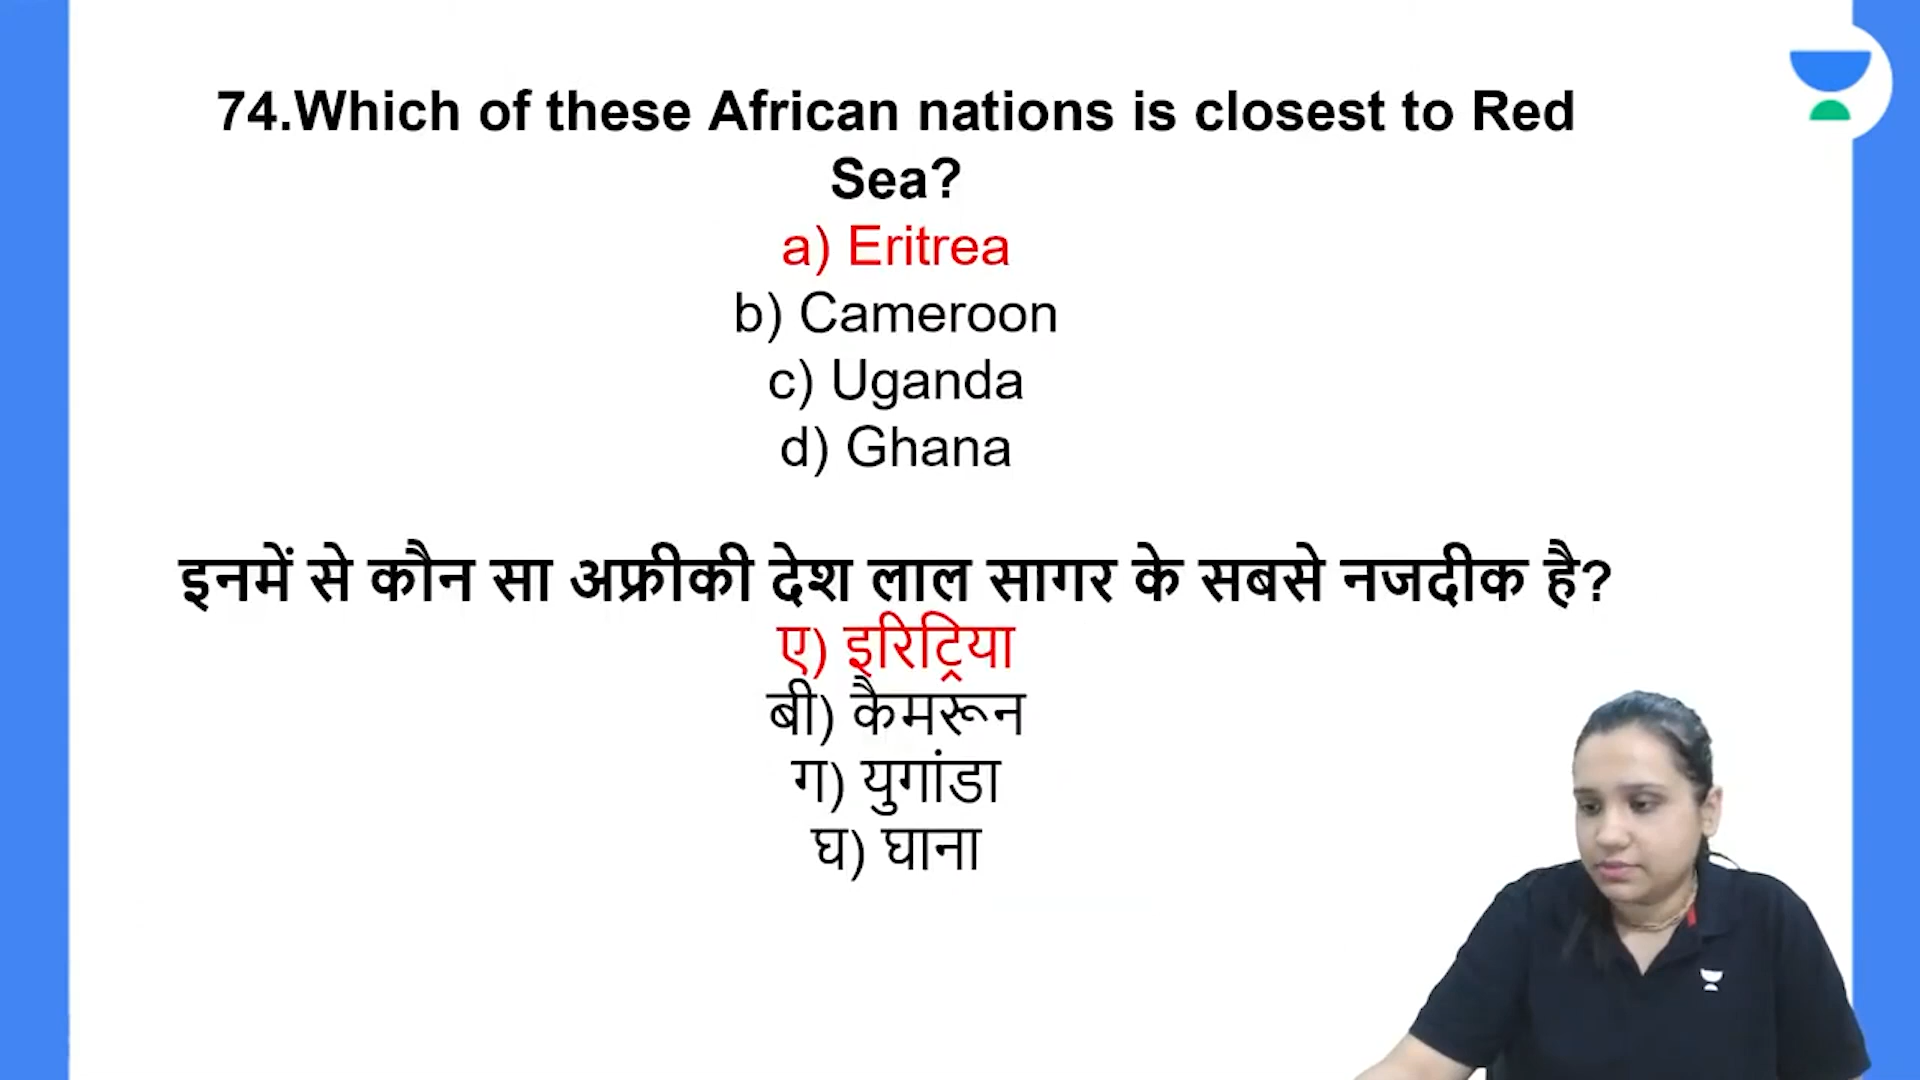 74.Which of these African nations is closest to Red
Sea?
a) Eritrea
b) Cameroon
c) Uganda
d) Ghana
इनमें से कौन सा अफ्रीकी देश लाल सागर के सबसे नजदीक है?
ए) इरिट्रिया
बी) कैमरून
ग) युगांडा
घ) घाना